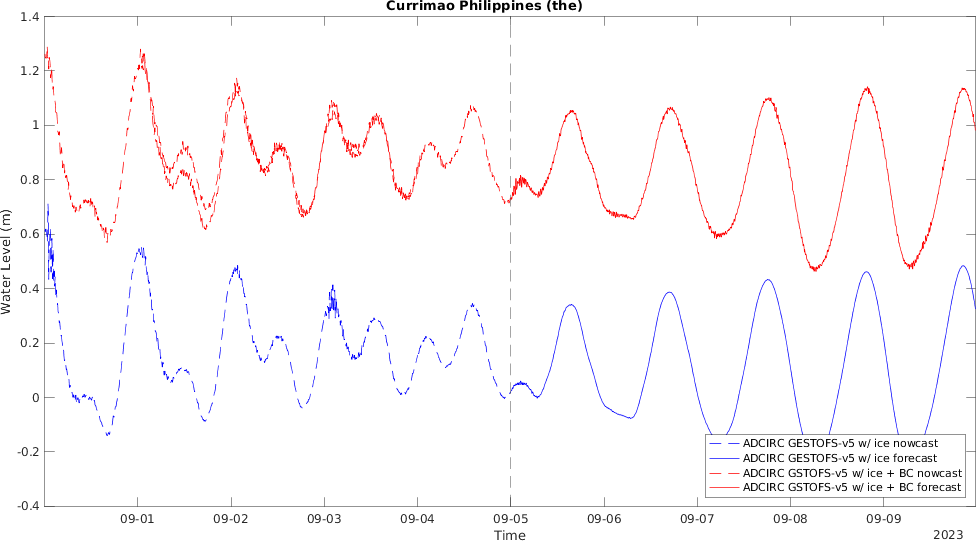 Currimao Philippines (the)
Water Level (m)
1.4
1.2
1
0.8
0.6
0.4
0.2
0
-0.2
-0.4
ADCIRC GESTOFS-v5 w/ ice nowcast
ADCIRC GESTOFS-v5 w/ ice forecast
ADCIRC GSTOFS-v5 w/ ice + BC nowcast
ADCIRC GSTOFS-v5 w/ ice + BC forecast
09-01 09-02 09-03 09-04 09-05 09-06 09-07 09-08 09-09
Time
2023